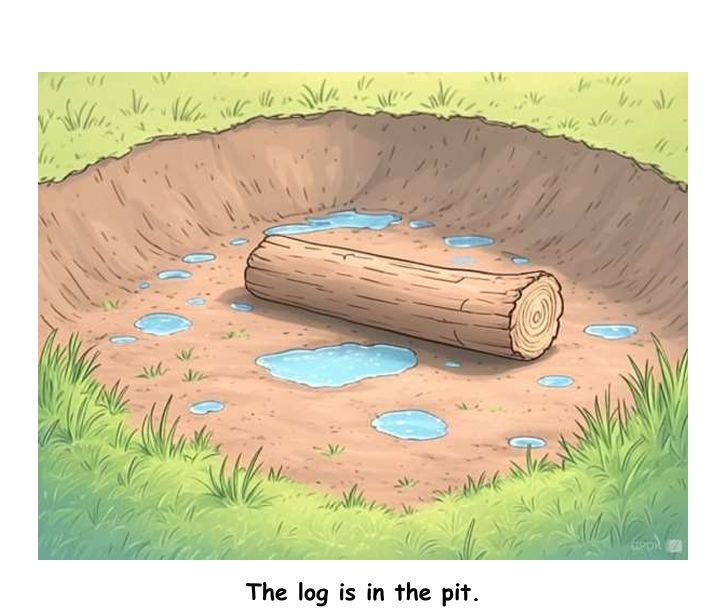 The log is in the pit.